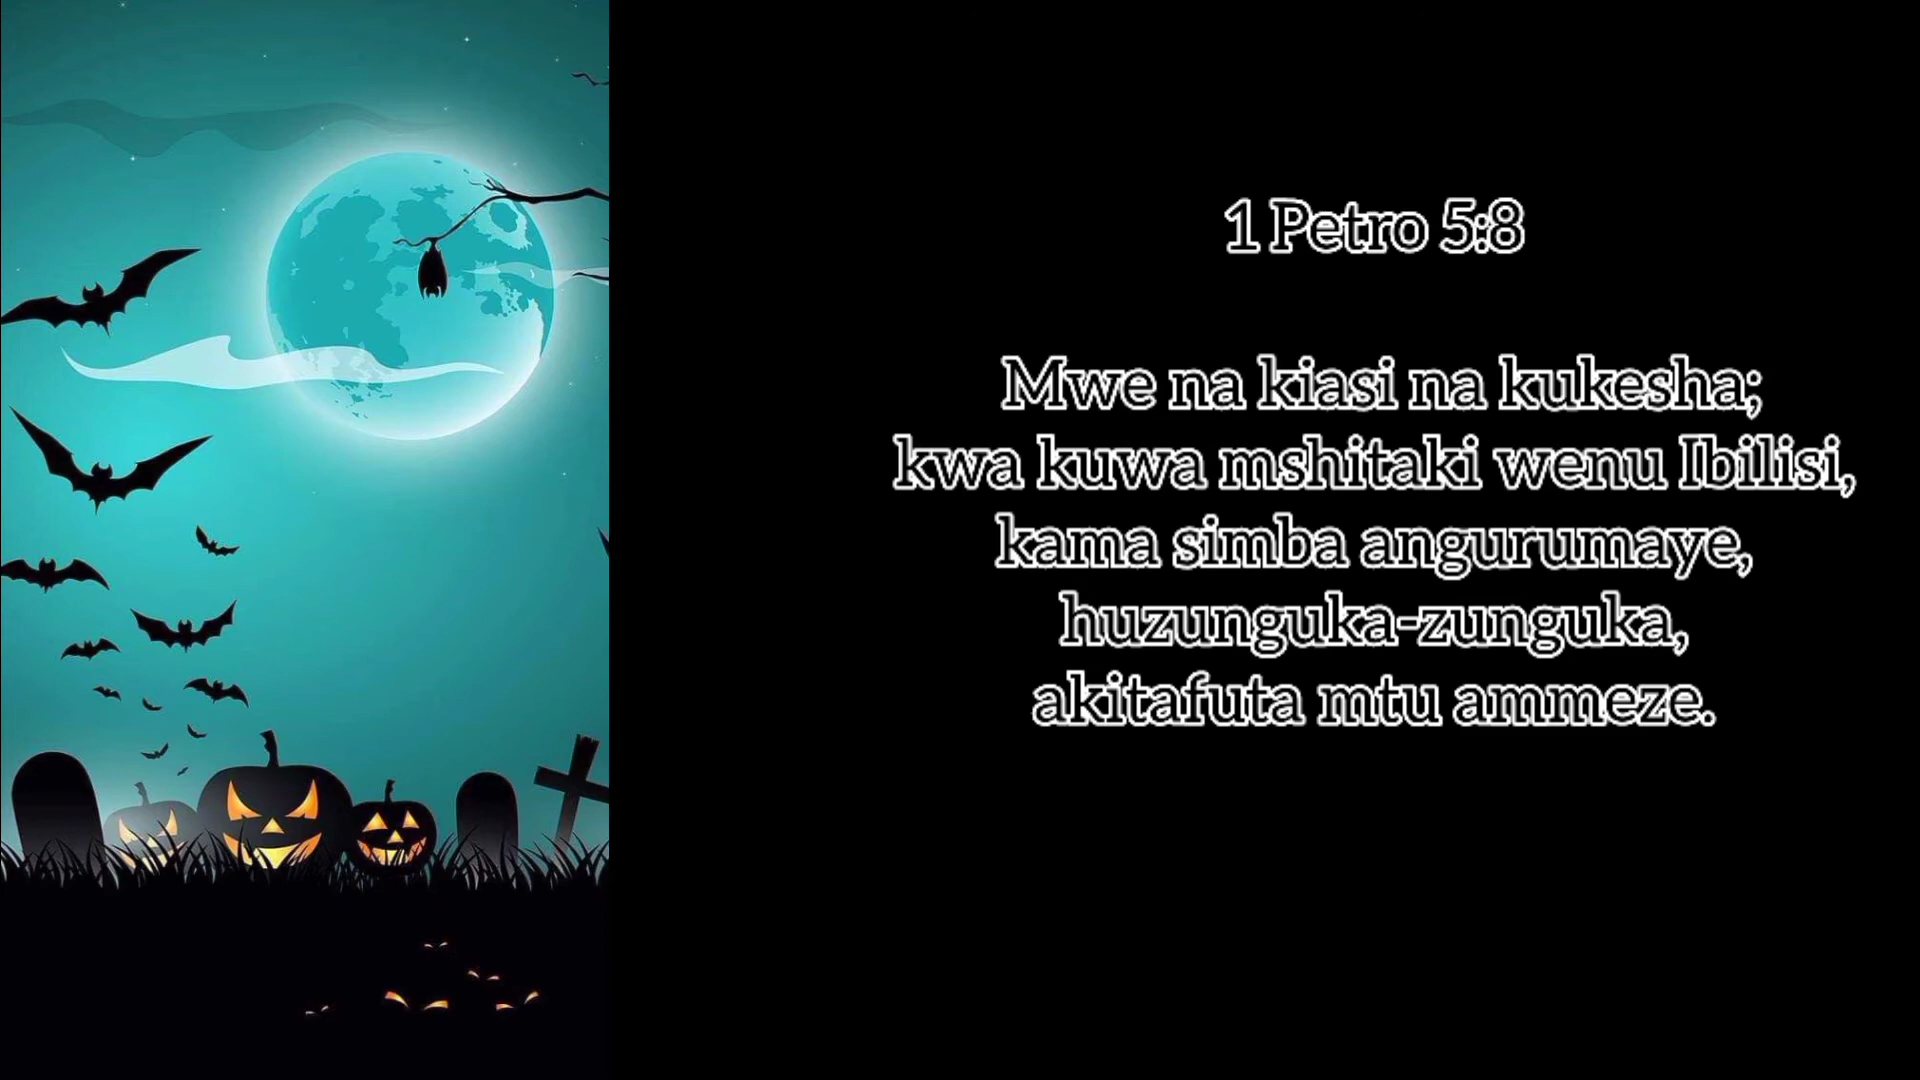 1 Petro 5:8
Mwe na kiasi na kukesha;
kwa kuwa mshitaki wenu Ibilisi,
kama simba angurumaye,
huzunguka-zunguka,
akitafuta mtu ammeze.